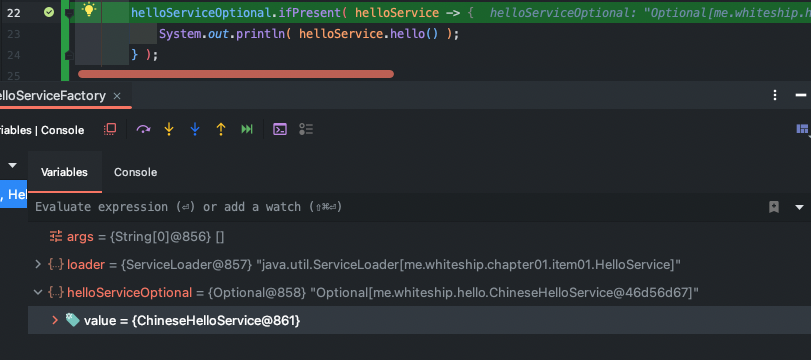 22 helloServiceOptional.ifPresent( helloService -> { helloServiceOptional: "Optional[me.whiteship.h
23 System.out.println( helloService.hello() );
24 } );
25
elloServiceFactory ×
riables | Console
Variables Console
, Hel
Evaluate expression (⏎) or add a watch (⇧⌘⏎)
args = {String[0]@856} []
loader = {ServiceLoader@857} "java.util.ServiceLoader[me.whiteship.chapter01.item01.HelloService]"
helloServiceOptional = {Optional@858} "Optional[me.whiteship.hello.ChineseHelloService@46d56d67]"
value = {ChineseHelloService@861}